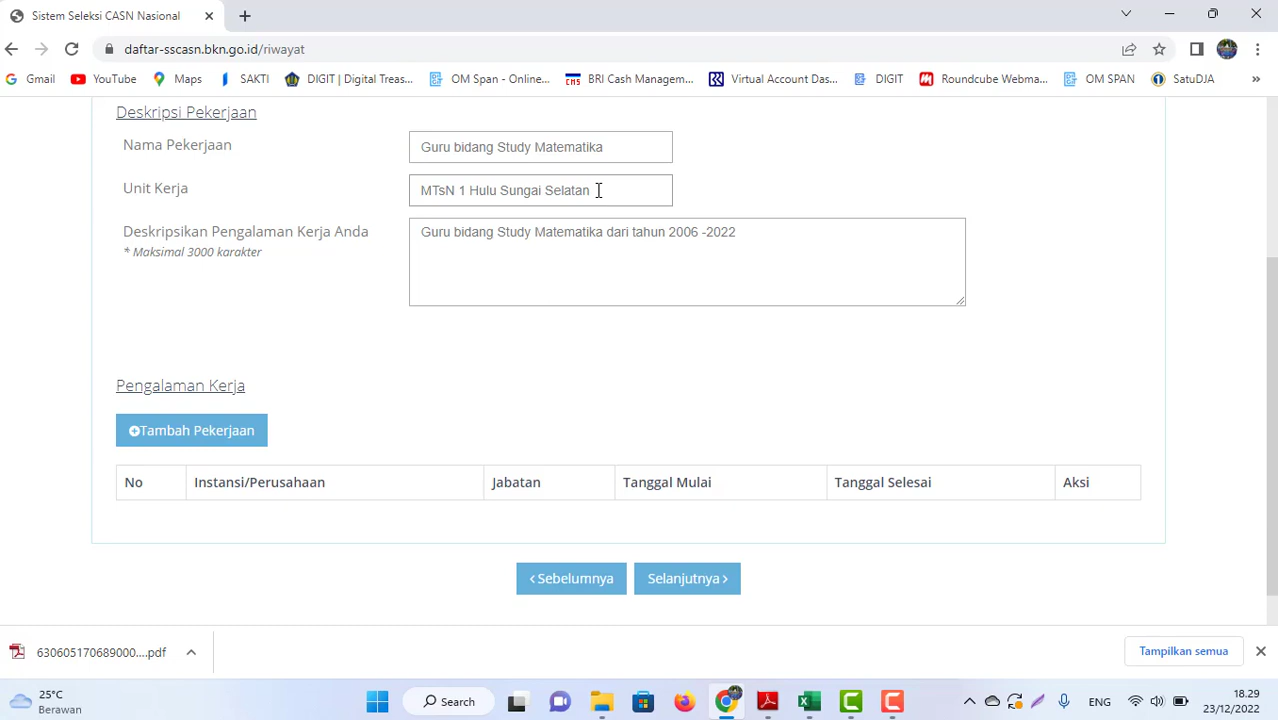 Sistem Seleksi CASN Nasional
daftar-sscasn.bkn.go.id/riwayat
Gmail YouTube Maps SAKTI DIGIT | Digital Treas... OM Span - Online... BRI Cash Managem... Virtual Account Das... DIGIT Roundcube Webma... OM SPAN SatuDJA »
Deskripsi Pekerjaan
Nama Pekerjaan Guru bidang Study Matematika
Unit Kerja MTsN 1 Hulu Sungai Selatan
Deskripsikan Pengalaman Kerja Anda Guru bidang Study Matematika dari tahun 2006 -2022
* Maksimal 3000 karakter
Pengalaman Kerja
Tambah Pekerjaan
No Instansi/Perusahaan Jabatan Tanggal Mulai Tanggal Selesai Aksi
Sebelumnya Selanjutnya
630605170689000....pdf Tampilkan semua
25°C Search ENG 18.29
Berawan 23/12/2022